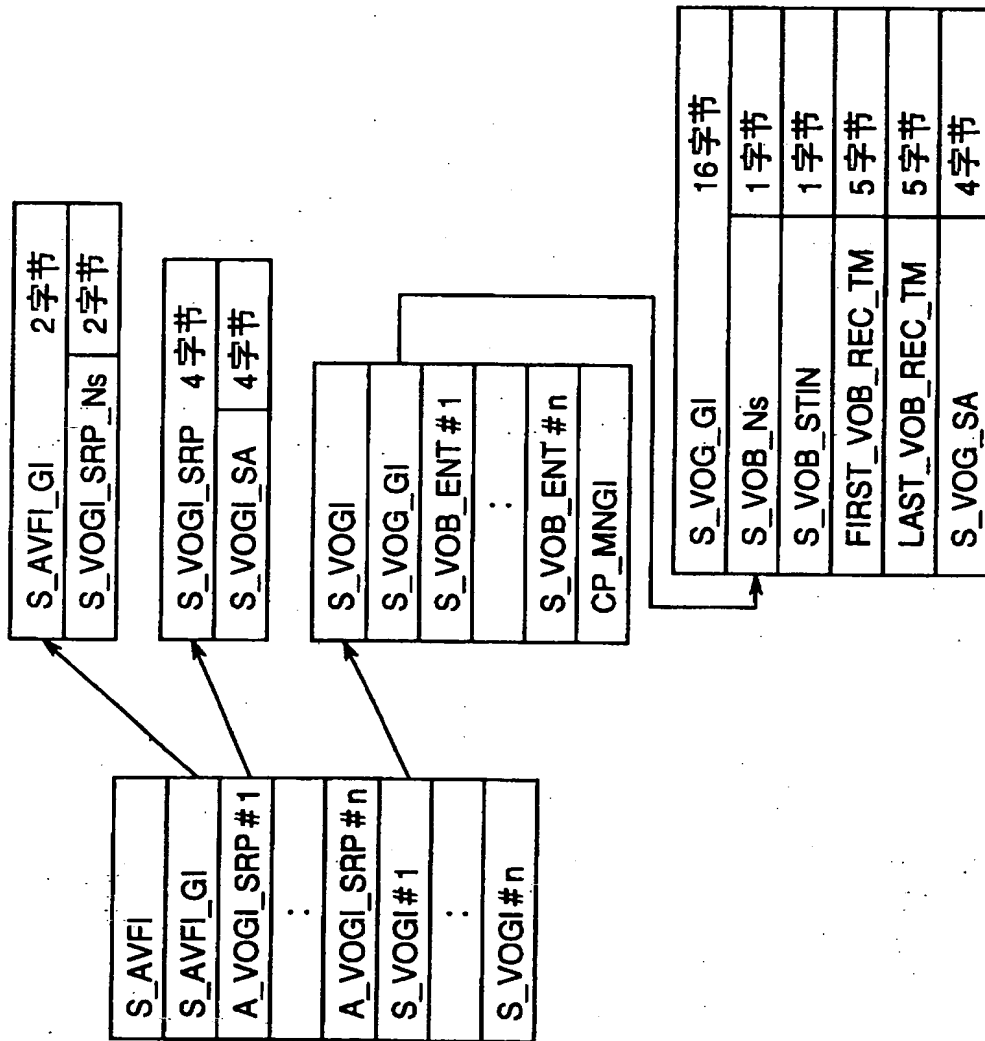 S_AVFI
S_AVFI_GI
A_VOGI_SRP#1
:
A_VOGI_SRP#n
S_VOGI#1
:
S_VOGI#n
S_AVFI_GI 2字节
S_VOGI_SRP_Ns 2字节
S_VOGI_SRP 4字节
S_VOGI_SA 4字节
S_VOGI
S_VOG_GI
S_VOB_ENT#1
:
S_VOB_ENT#n
CP_MNGI
S_VOG_GI 16字节
S_VOB_Ns 1字节
S_VOB_STIN 1字节
FIRST_VOB_REC_TM 5字节
LAST_VOB_REC_TM 5字节
S_VOG_SA 4字节